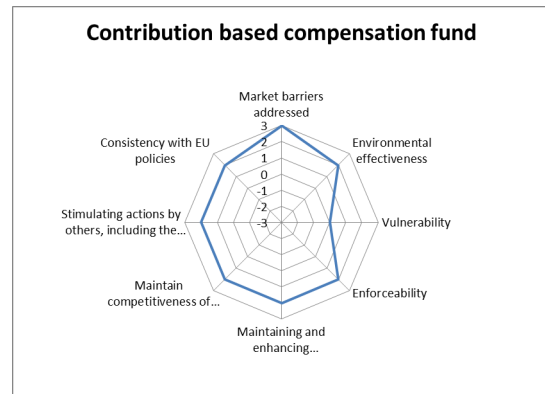 Contribution based compensation fund
Market barriers
addressed
3
2
1
0
-1
-2
-3
Environmental
effectiveness
Vulnerability
Enforceability
Maintaining and
enhancing...
Maintain
competitiveness of...
Stimulating actions by
others, including the...
Consistency with EU
policies